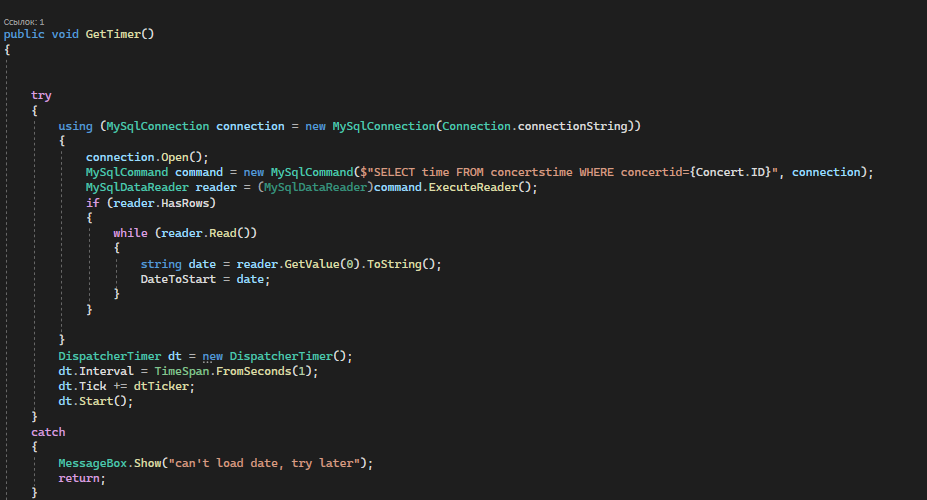 Ссылок: 1
public void GetTimer()
{
try
{
using (MySqlConnection connection = new MySqlConnection(Connection.connectionString))
{
connection.Open();
MySqlCommand command = new MySqlCommand($"SELECT time FROM concertstime WHERE concertid={Concert.ID}", connection);
MySqlDataReader reader = (MySqlDataReader)command.ExecuteReader();
if (reader.HasRows)
{
while (reader.Read())
{
string date = reader.GetValue(0).ToString();
DateToStart = date;
}
}
}
DispatcherTimer dt = new DispatcherTimer();
dt.Interval = TimeSpan.FromSeconds(1);
dt.Tick += dtTicker;
dt.Start();
}
catch
{
MessageBox.Show("can't load date, try later");
return;
}